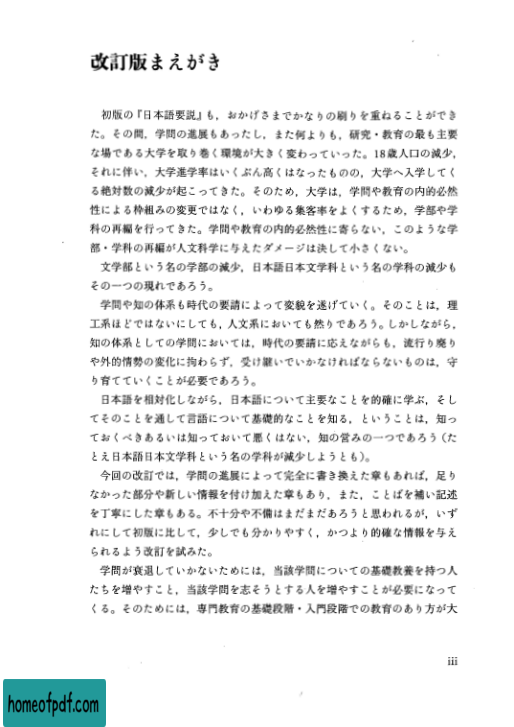 改訂版まえがき
初版の『日本語要説』も，おかげさまでかなりの刷りを重ねることができ
た。その間，学問の進展もあったし，また何よりも，研究・教育の最も主要
な場である大学を取り巻く環境が大きく変わっていった。18歳人口の減少，
それに伴い，大学進学率はいくぶん高くはなったものの，大学へ入学してく
る絶対数の減少が起こってきた。そのため，大学は，学問や教育の内的必然
性による枠組みの変更ではなく，いわゆる集客率をよくするため，学部や学
科の再編を行ってきた。学問や教育の内的必然性に寄らない，このような学
部・学科の再編が人文科学に与えたダメージは決して小さくない。
文学部という名の学部の減少，日本語日本文学科という名の学科の減少も
その一つの現れであろう。
学問や知の体系も時代の要請によって変貌を遂げていく。そのことは，理
工系ほどではないにしても，人文系においても然りであろう。しかしながら，
知の体系としての学問においては，時代の要請に応えながらも，流行り廃り
や外的情勢の変化に拘わらず，受け継いでいかなければならないものは，守
り育てていくことが必要であろう。
日本語を相対化しながら，日本語について主要なことを的確に学ぶ，そし
てそのことを通して言語について基礎的なことを知る，ということは，知っ
ておくべきあるいは知っておいて悪くはない，知の営みの一つであろう（た
とえ日本語日本文学科という名の学科が減少しようとも）。
今回の改訂では，学問の進展によって完全に書き換えた章もあれば，足り
なかった部分や新しい情報を付け加えた章もあり，また，ことばを補い記述
を丁寧にした章もある。不十分や不備はまだまだあろうと思われるが，いず
れにして初版に比して，少しでも分かりやすく，かつより的確な情報を与え
られるよう改訂を試みた。
学問が衰退していかないためには，当該学問についての基礎教養を持つ人
たちを増やすこと，当該学問を志そうとする人を増やすことが必要になって
くる。そのためには，専門教育の基礎段階・入門段階での教育のあり方が大
iii
homeofpdf.com